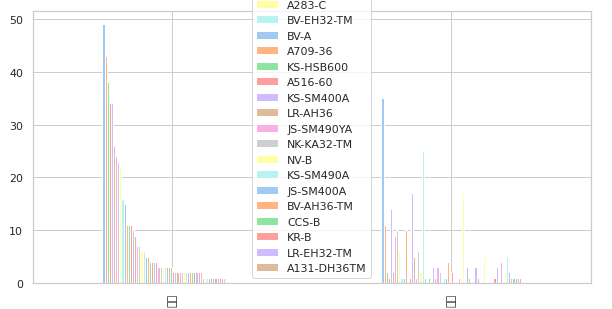 50
40
30
20
10
0
A283-C
BV-EH32-TM
BV-A
A709-36
KS-HSB600
A516-60
KS-SM400A
LR-AH36
JS-SM490YA
NK-KA32-TM
NV-B
KS-SM490A
JS-SM400A
BV-AH36-TM
CCS-B
KR-B
LR-EH32-TM
A131-DH36TM